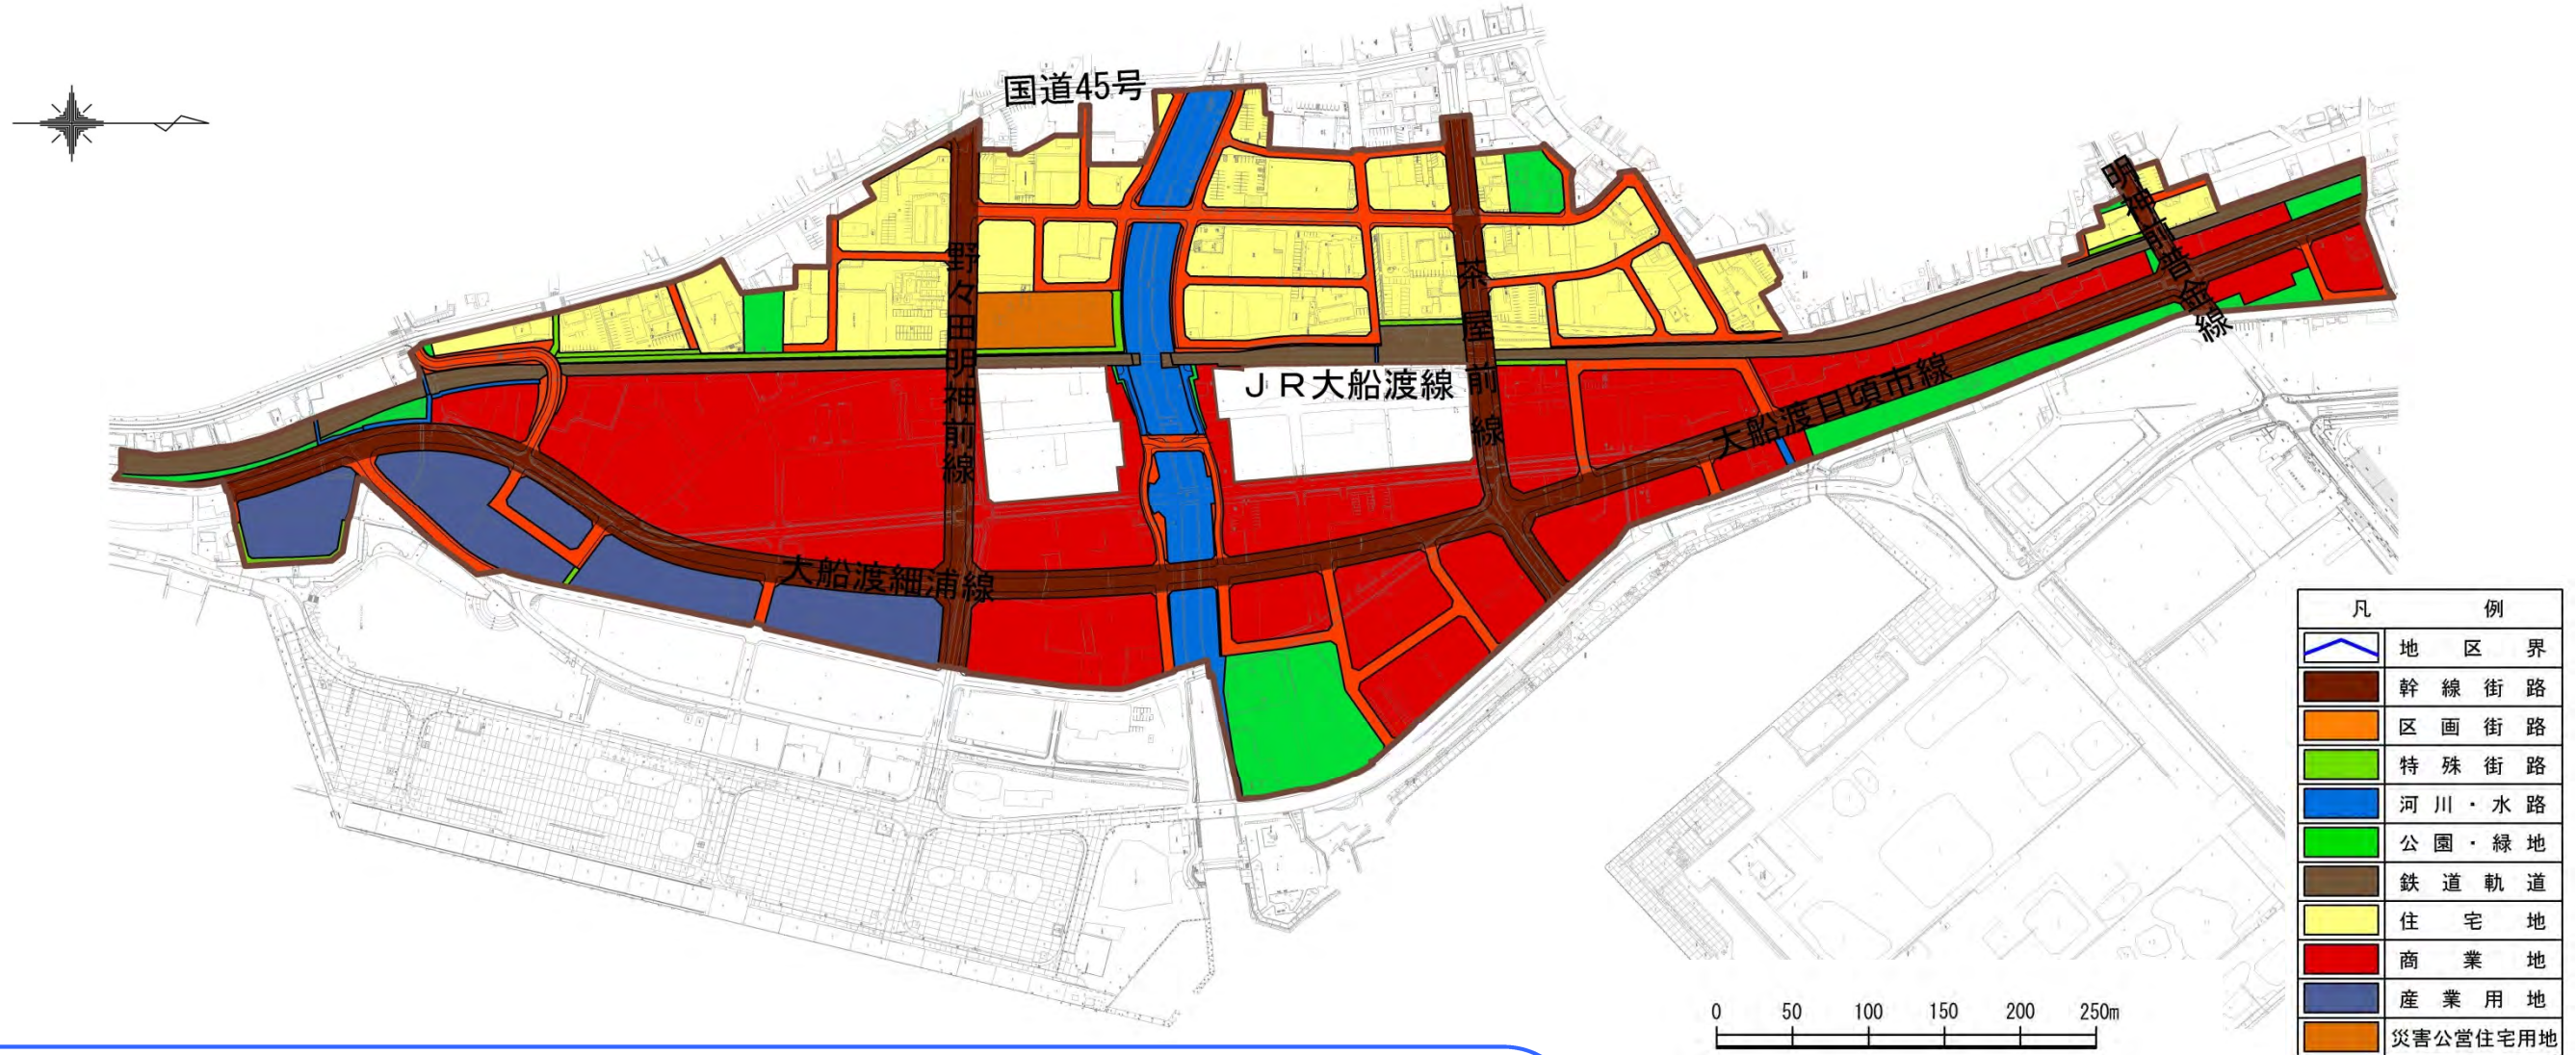 国道45号
野々田明神前線
茶屋前線
明神前普金線
JR大船渡線
大船渡日頃市線
大船渡細浦線
凡例
地区界
幹線街路
区画街路
特殊街路
河川・水路
公園・緑地
鉄道軌道
住宅地
商業地
産業用地
災害公営住宅用地
0 50 100 150 200 250m